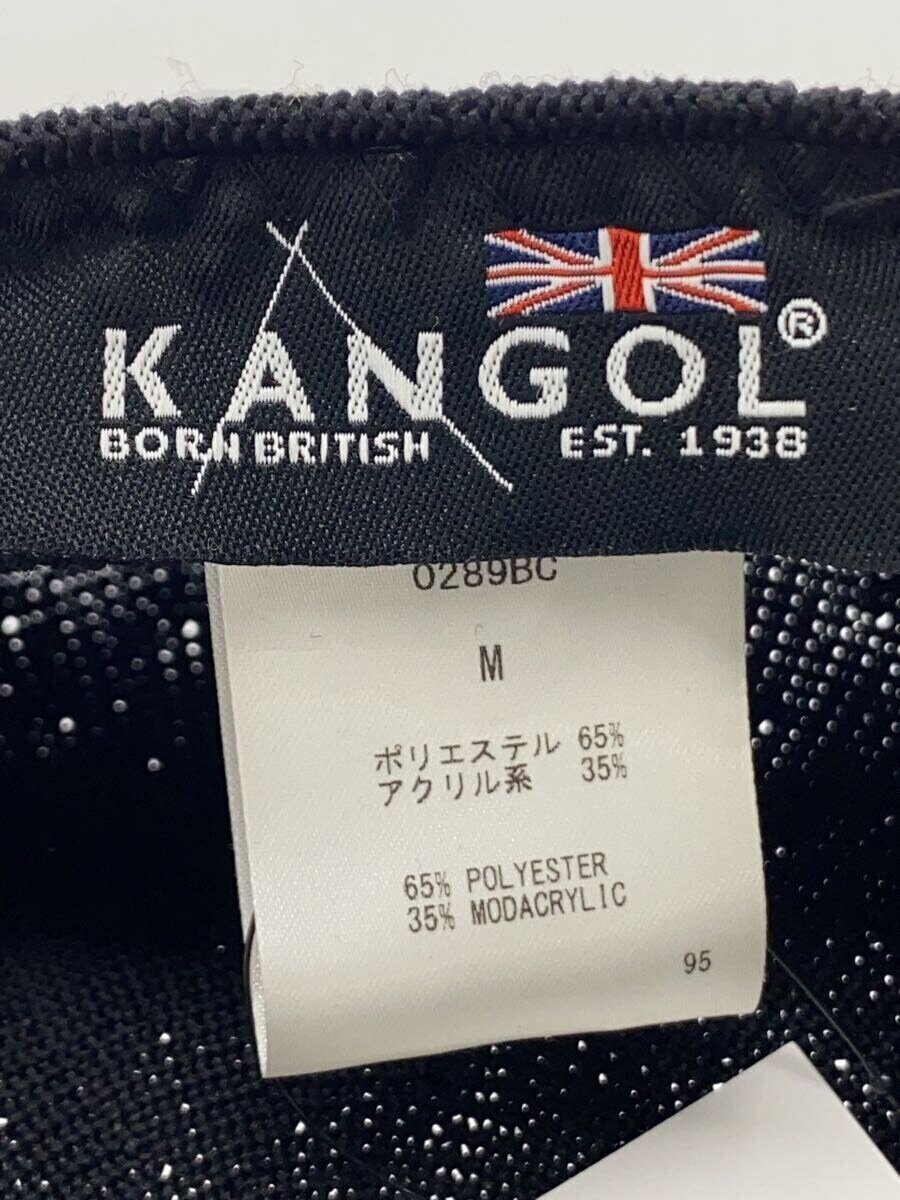 KANGOL®
BORN BRITISH EST. 1938
0289BC
M
ポリエステル 65%
アクリル系 35%
65% POLYESTER
35% MODACRYLIC
95